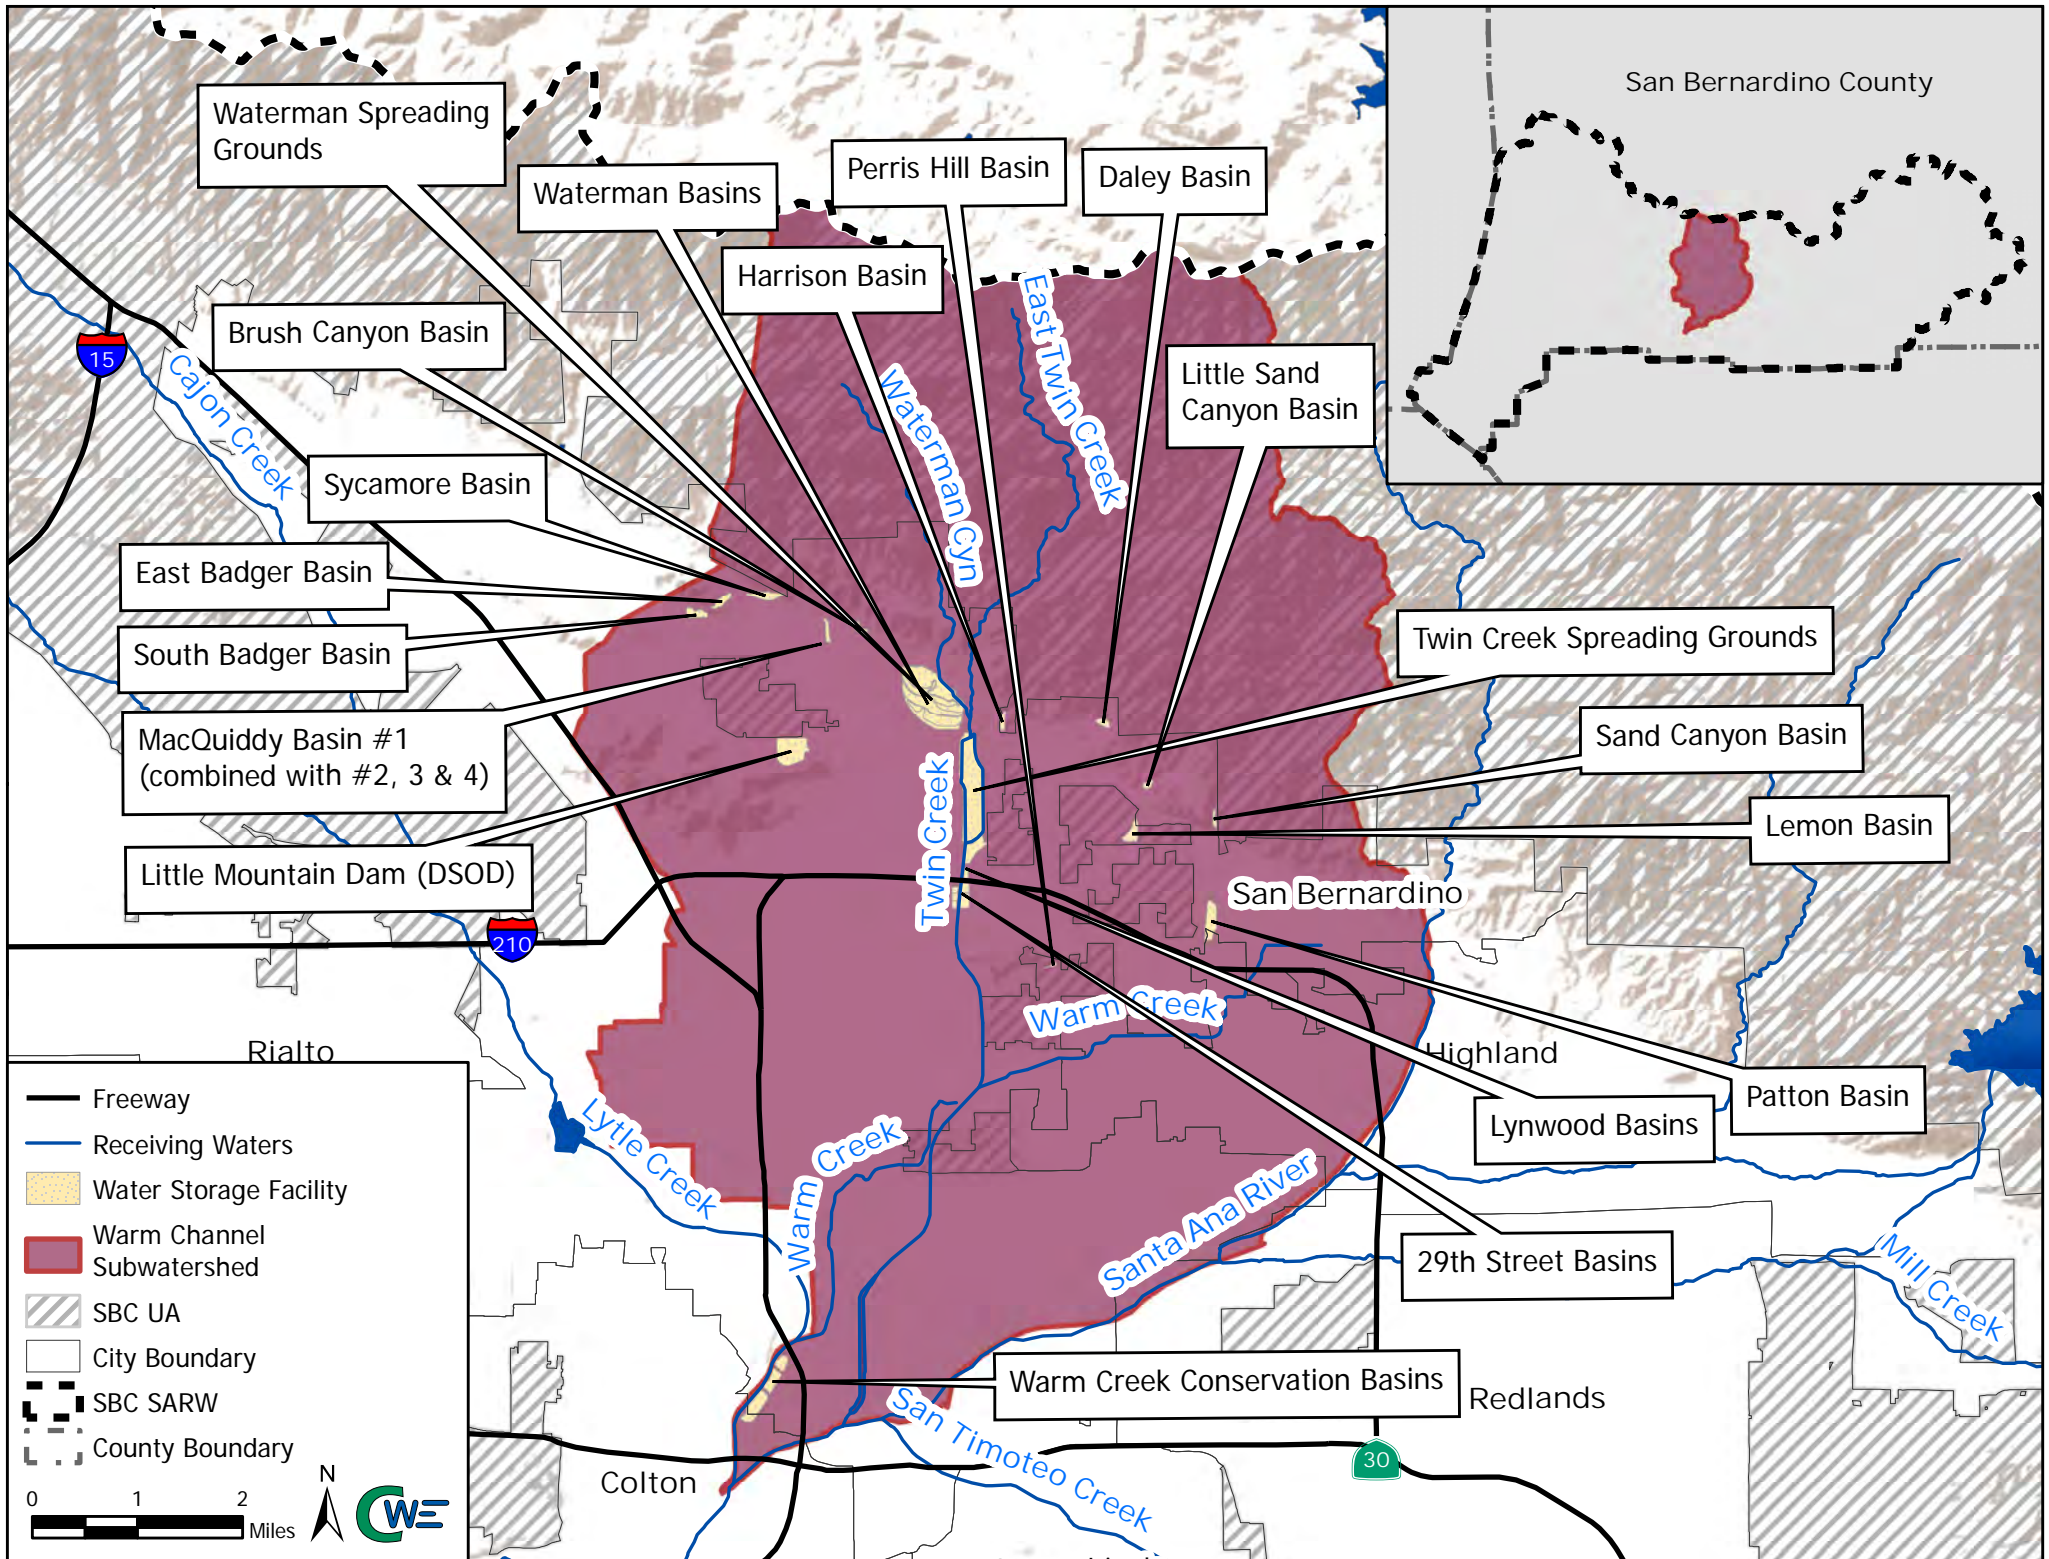 San Bernardino County
Waterman Spreading
Grounds
Waterman Basins
Perris Hill Basin
Daley Basin
Harrison Basin
Brush Canyon Basin
Little Sand
Canyon Basin
Sycamore Basin
East Badger Basin
South Badger Basin
MacQuiddy Basin #1
(combined with #2, 3 & 4)
Little Mountain Dam (DSOD)
Twin Creek Spreading Grounds
Sand Canyon Basin
Lemon Basin
Patton Basin
Lynwood Basins
29th Street Basins
Warm Creek Conservation Basins
15
210
30
Cajon Creek
Waterman Cyn
East Twin Creek
Twin Creek
Warm Creek
Lytle Creek
Warm Creek
Santa Ana River
San Timoteo Creek
Mill Creek
San Bernardino
Highland
Rialto
Redlands
Colton
Freeway
Receiving Waters
Water Storage Facility
Warm Channel
Subwatershed
SBC UA
City Boundary
SBC SARW
County Boundary
0 1 2
Miles
N
CWE